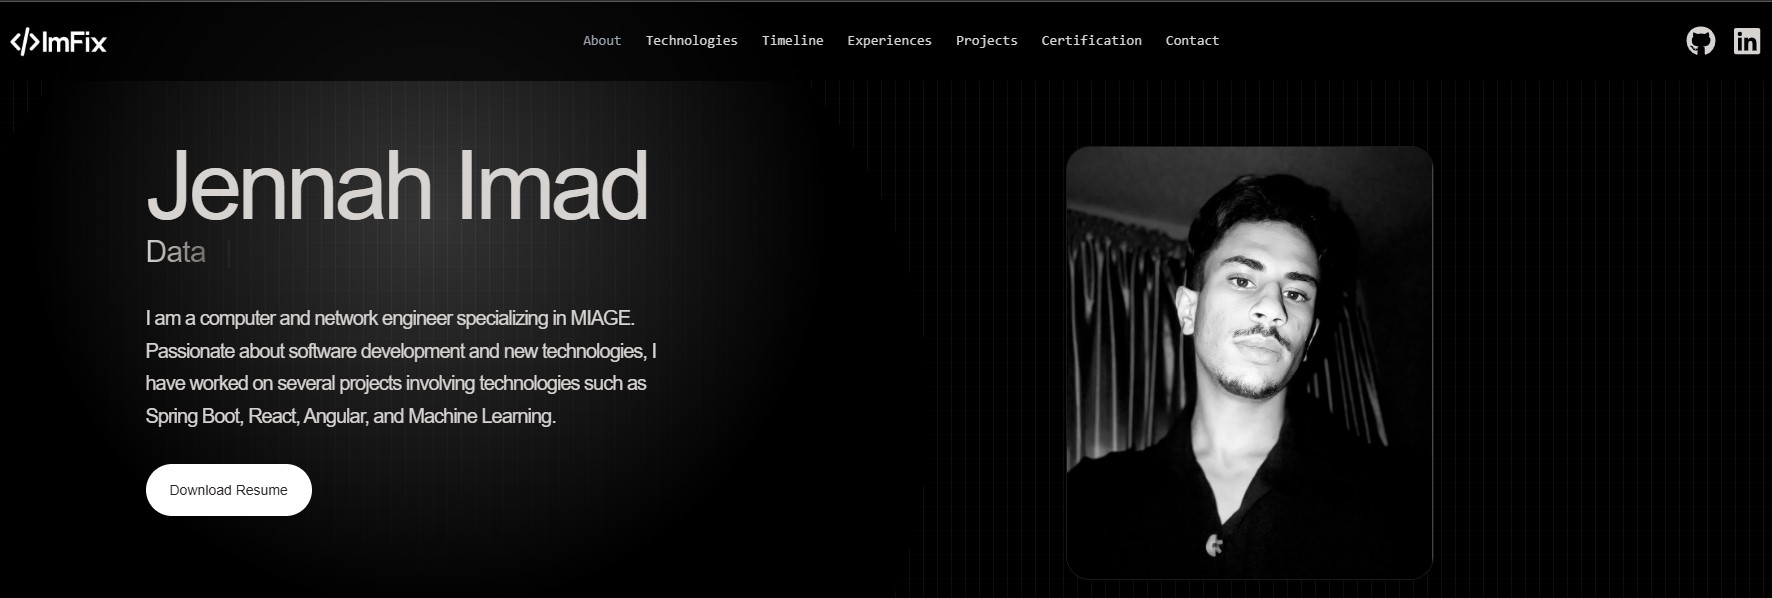 </>ImFix
About Technologies Timeline Experiences Projects Certification Contact
in
Jennah Imad
Data
I am a computer and network engineer specializing in MIAGE.
Passionate about software development and new technologies, I
have worked on several projects involving technologies such as
Spring Boot, React, Angular, and Machine Learning.
Download Resume